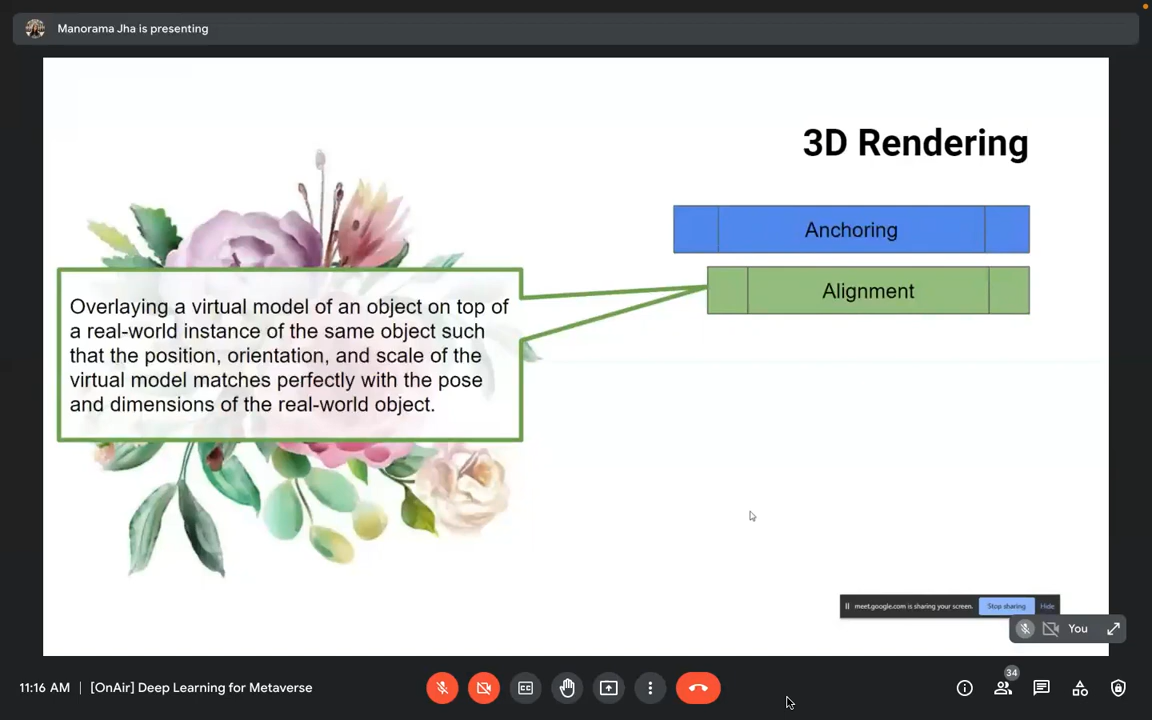 Manorama Jha is presenting
3D Rendering
Anchoring
Alignment
Overlaying a virtual model of an object on top of
a real-world instance of the same object such
that the position, orientation, and scale of the
virtual model matches perfectly with the pose
and dimensions of the real-world object.
meet.google.com is sharing your screen. Stop sharing Hide
You
11:16 AM | [OnAir] Deep Learning for Metaverse
CC
34